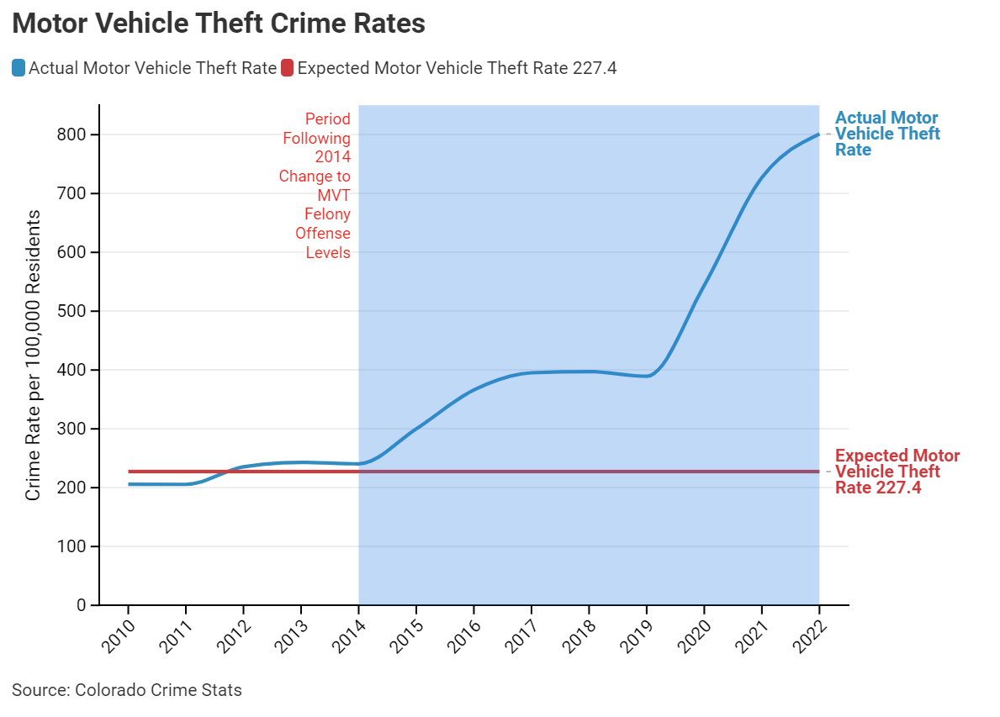 Motor Vehicle Theft Crime Rates
Actual Motor Vehicle Theft Rate Expected Motor Vehicle Theft Rate 227.4
Crime Rate per 100,000 Residents
800
700
600
500
400
300
200
100
0
Period
Following
2014
Change to
MVT
Felony
Offense
Levels
Actual Motor
Vehicle Theft
Rate
Expected Motor
Vehicle Theft
Rate 227.4
2010
2011
2012
2013
2014
2015
2016
2017
2018
2019
2020
2021
2022
Source: Colorado Crime Stats